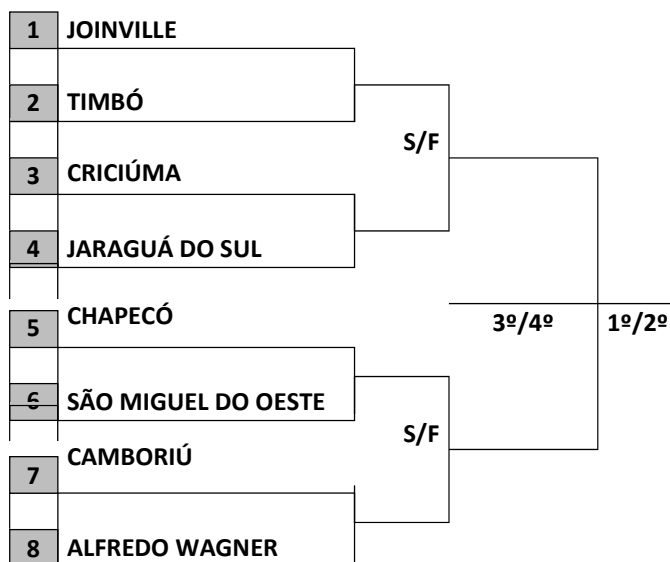 1 JOINVILLE
2 TIMBÓ
S/F
3 CRICIÚMA
4 JARAGUÁ DO SUL
5 CHAPECÓ
3º/4º 1º/2º
6 SÃO MIGUEL DO OESTE
S/F
7 CAMBORIÚ
8 ALFREDO WAGNER